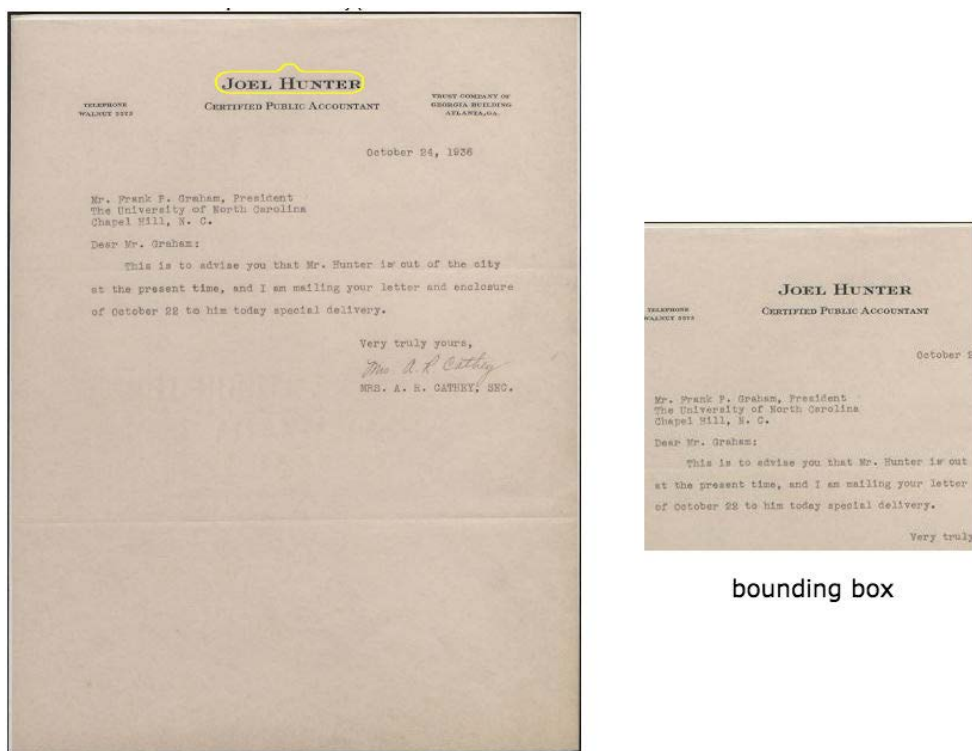 JOEL HUNTER
CERTIFIED PUBLIC ACCOUNTANT
TELEPHONE
WALNUT
TRUST COMPANY OF
GEORGIA BUILDING
ATLANTA, GA.
October 24, 1936
Mr. Frank P. Graham, President
The University of North Carolina
Chapel Hill, N. C.
Dear Mr. Graham:
This is to advise you that Mr. Hunter is out of the city
at the present time, and I am mailing your letter and enclosure
of October 22 to him today special delivery.
Very truly yours,
Mrs. A. R. Cathey
MRS. A. R. CATHEY, SEC.
JOEL HUNTER
CERTIFIED PUBLIC ACCOUNTANT
TELEPHONE
WALNUT
October 2
Mr. Frank P. Graham, President
The University of North Carolina
Chapel Hill, N. C.
Dear Mr. Graham:
This is to advise you that Mr. Hunter is out
at the present time, and I am mailing your letter
of October 22 to him today special delivery.
Very truly
bounding box